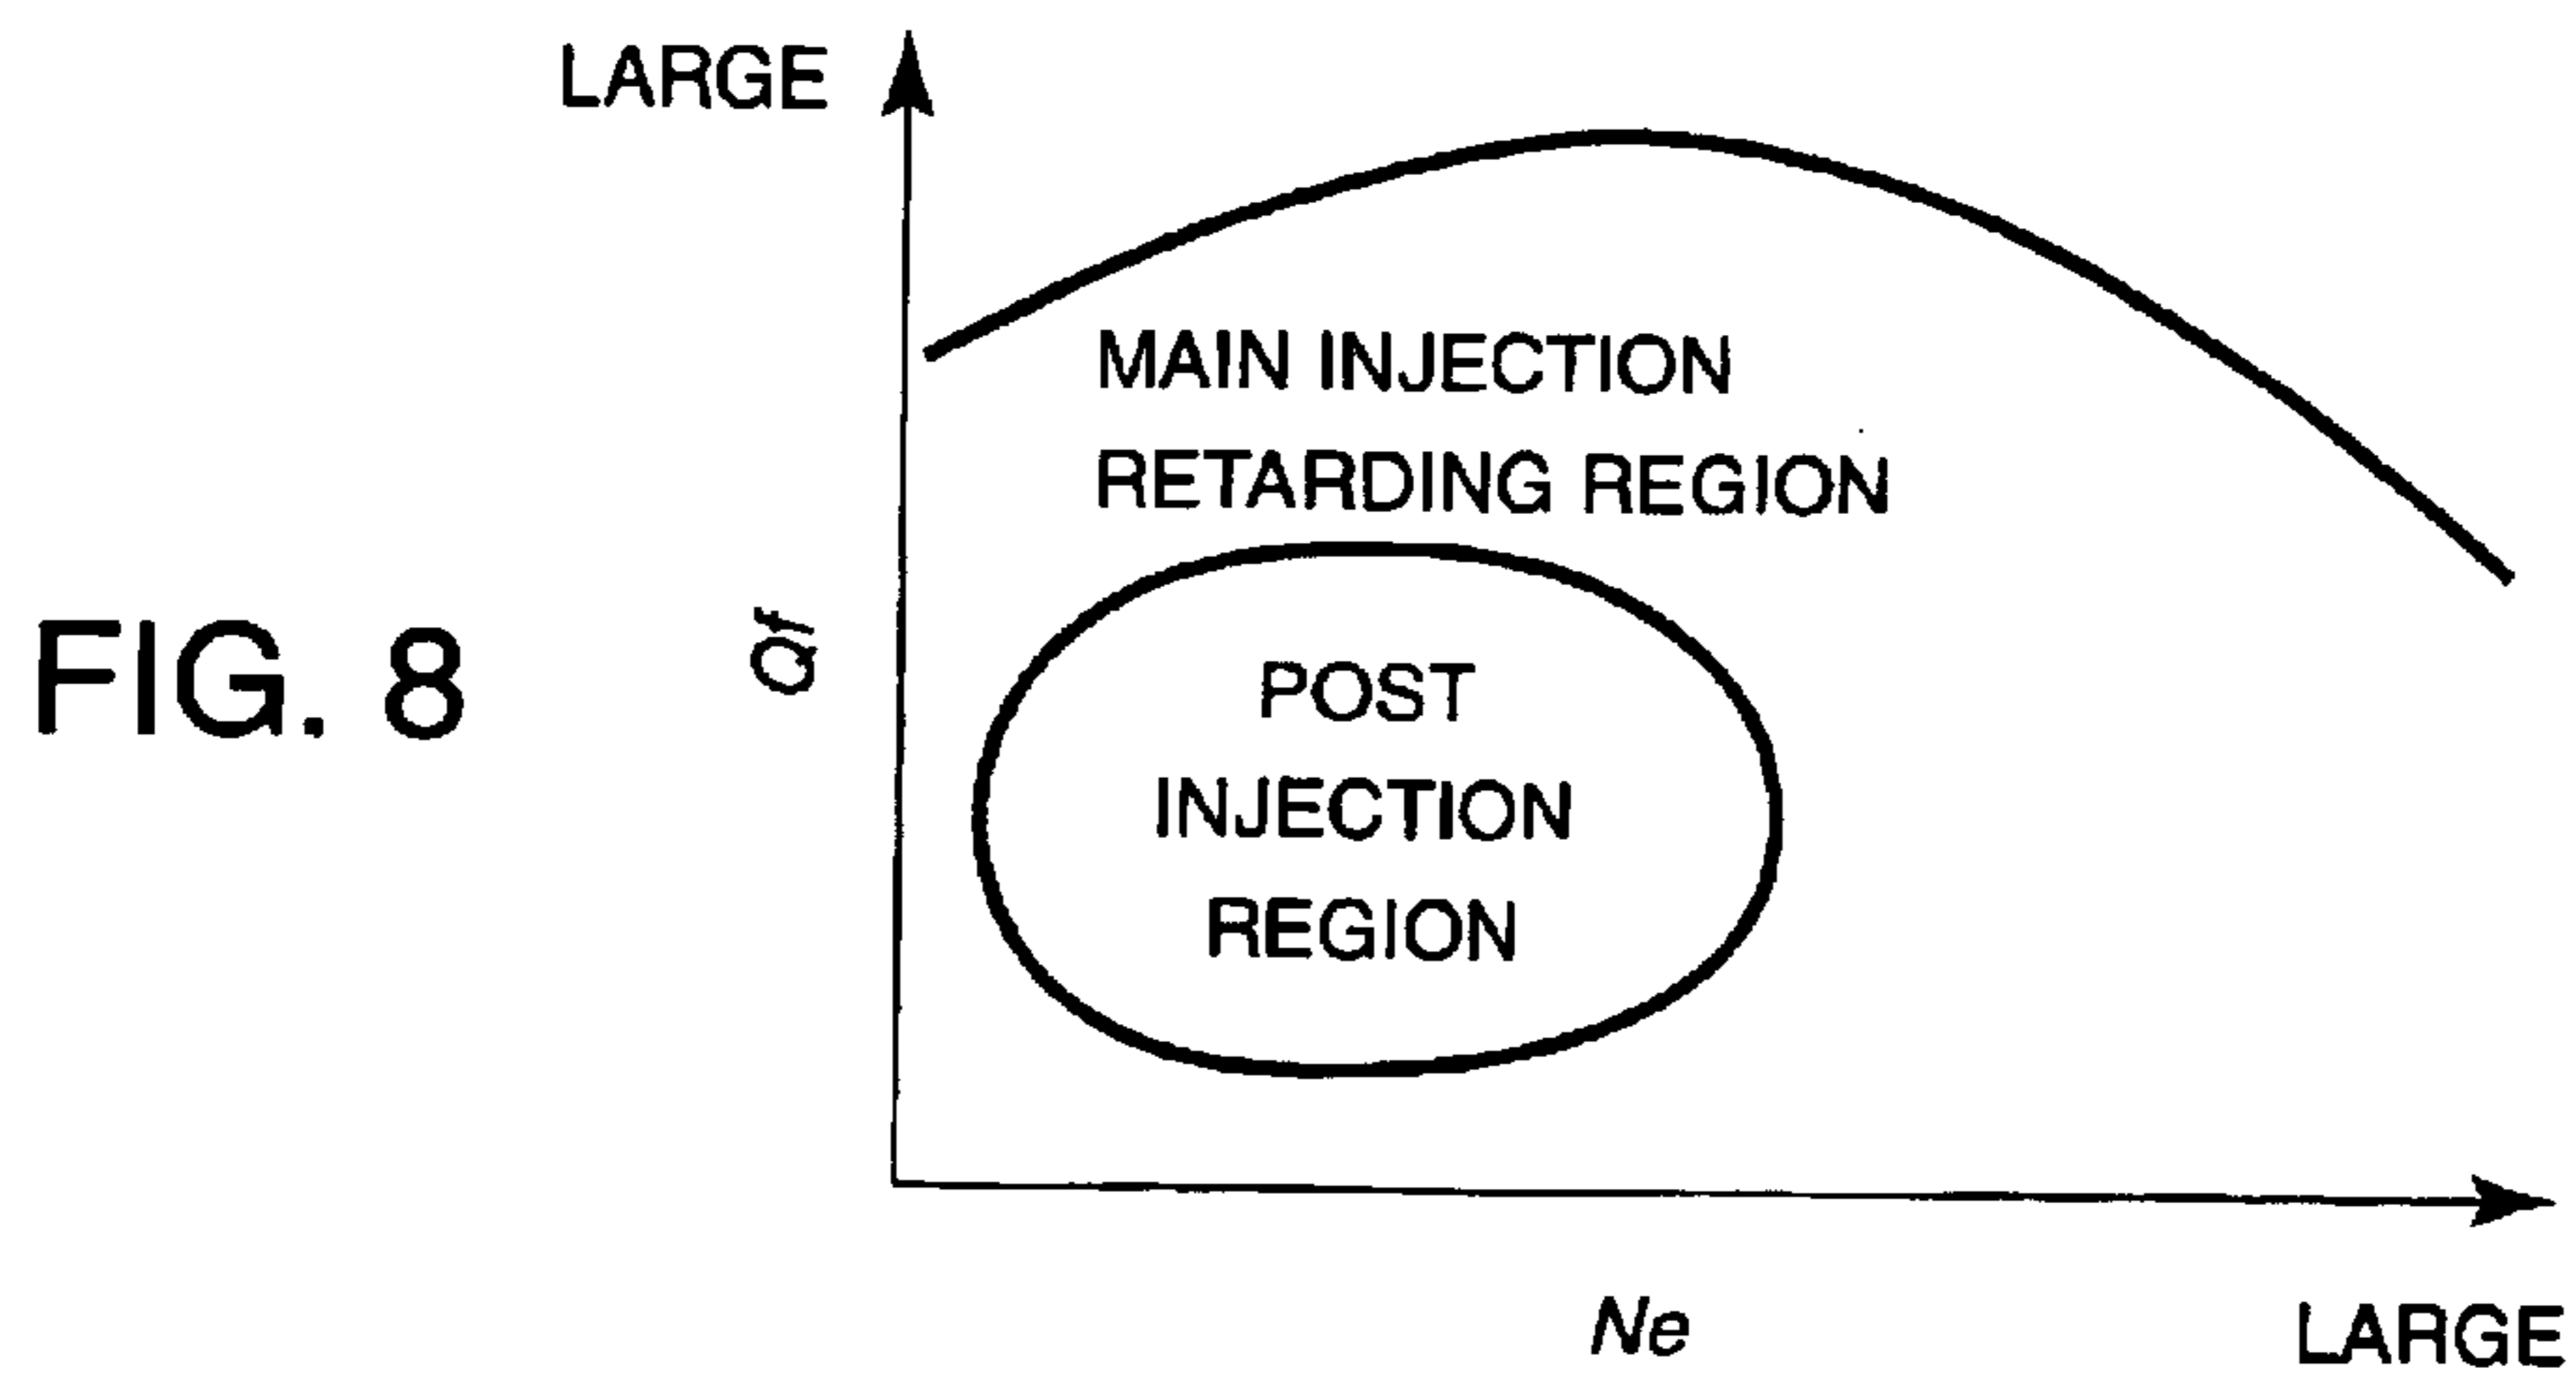 LARGE
MAIN INJECTION
RETARDING REGION
FIG. 8
Qf
POST
INJECTION
REGION
Ne
LARGE